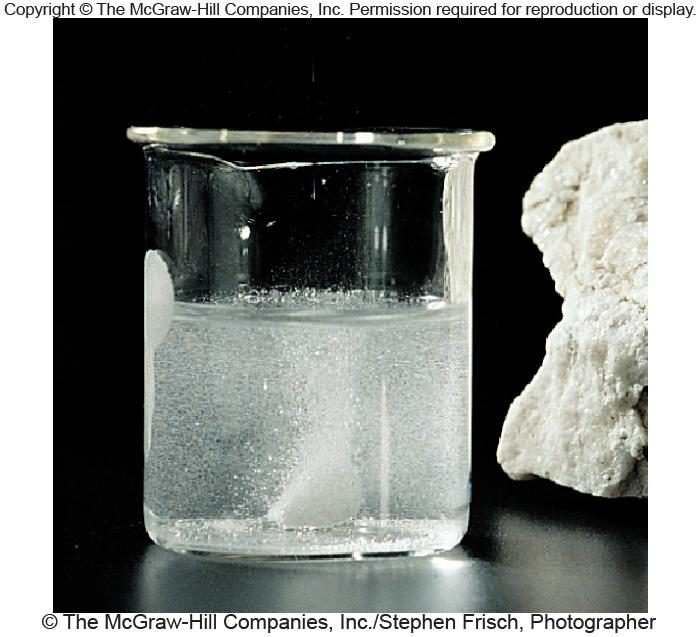 Copyright © The McGraw-Hill Companies, Inc. Permission required for reproduction or display.
© The McGraw-Hill Companies, Inc./Stephen Frisch, Photographer